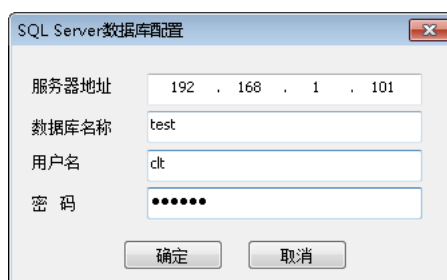 SQL Server数据库配置
服务器地址 192 . 168 . 1 . 101
数据库名称 test
用户名 clt
密 码 ●●●●●●
确定 取消